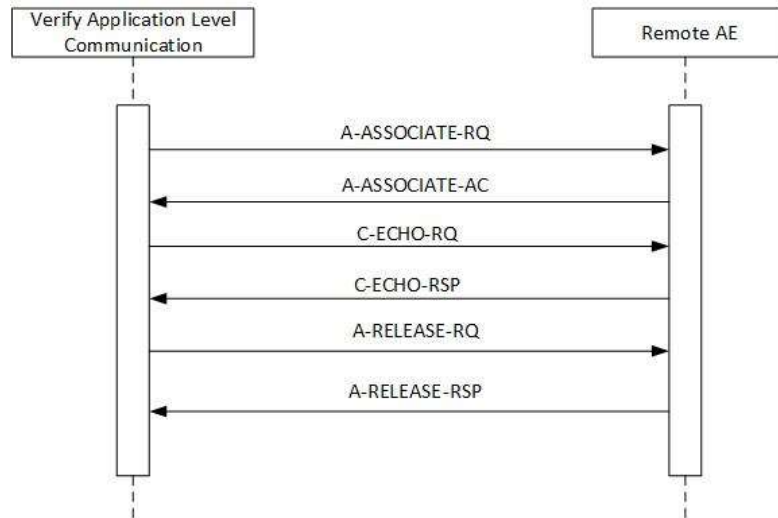 Verify Application Level
Communication
Remote AE
A-ASSOCIATE-RQ
A-ASSOCIATE-AC
C-ECHO-RQ
C-ECHO-RSP
A-RELEASE-RQ
A-RELEASE-RSP